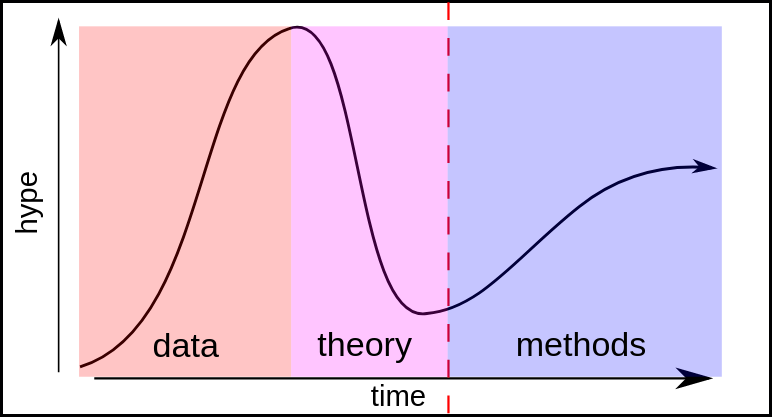 hype
data
theory
methods
time